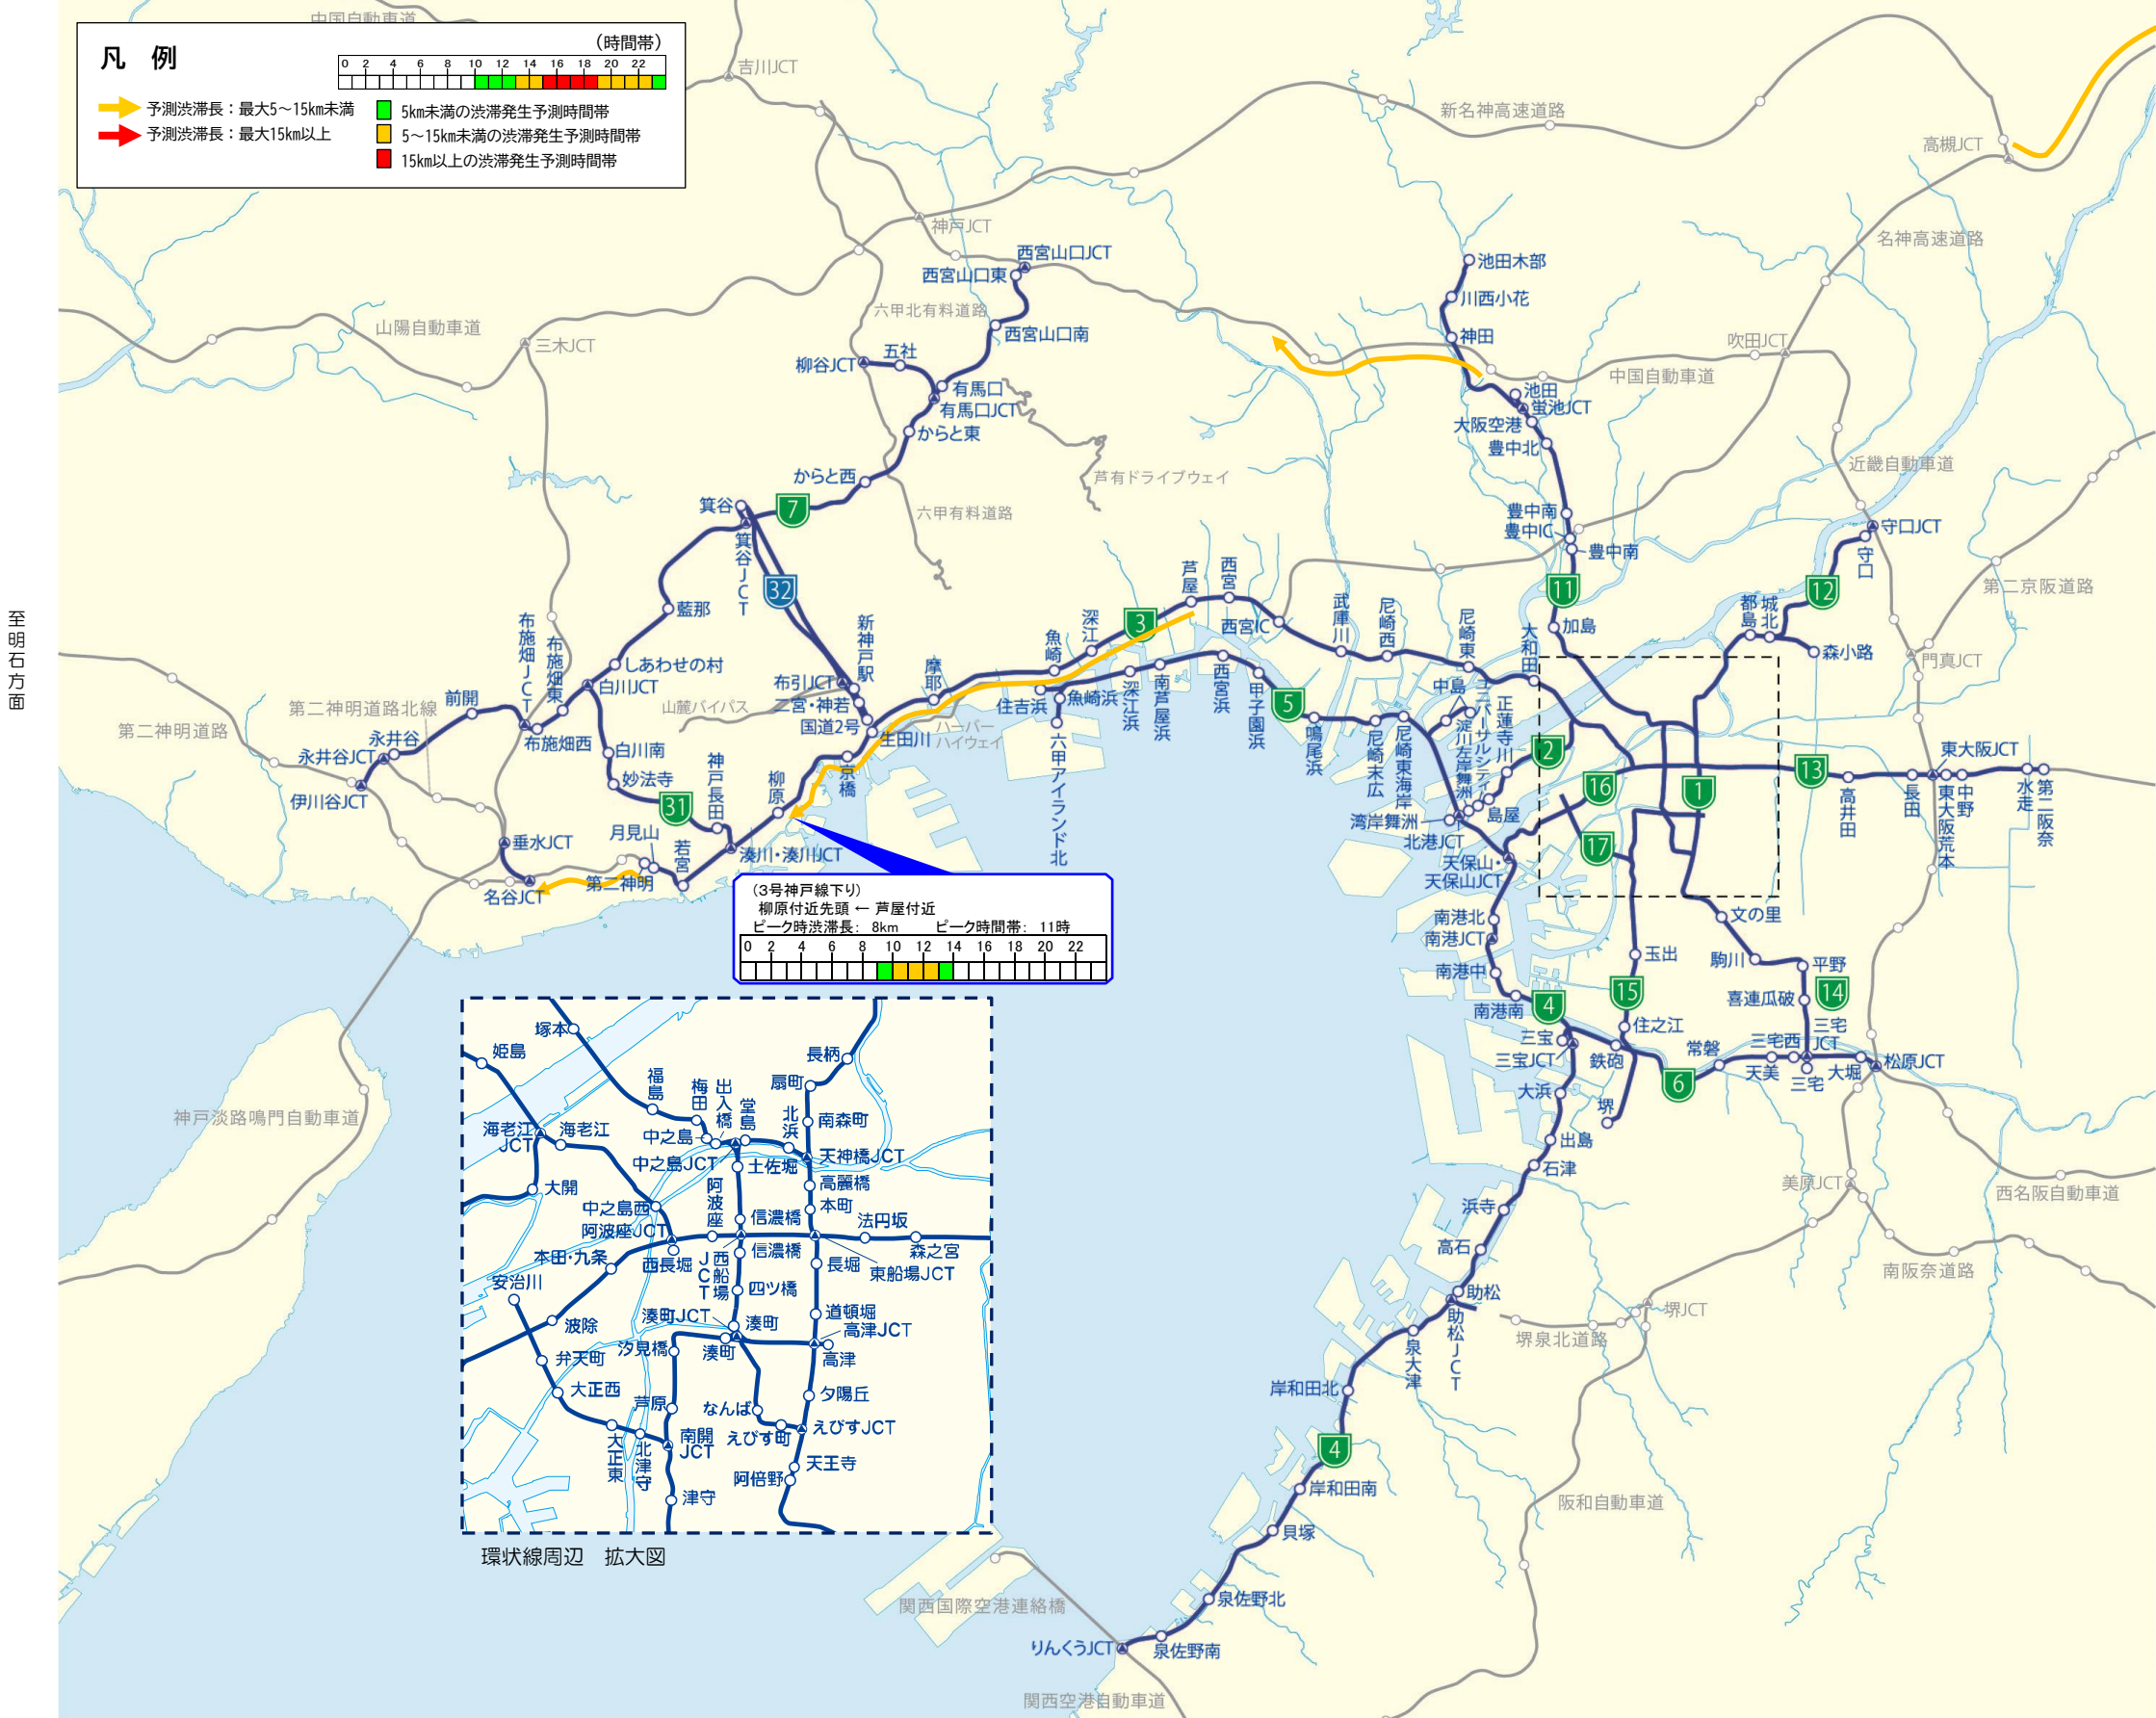 中国自動車道
凡 例
(時間帯)
0 2 4 6 8 10 12 14 16 18 20 22
予測渋滞長：最大5～15km未満
予測渋滞長：最大15km以上
5km未満の渋滞発生予測時間帯
5～15km未満の渋滞発生予測時間帯
15km以上の渋滞発生予測時間帯
吉川JCT
新名神高速道路
高槻JCT
神戸JCT
名神高速道路
西宮山口JCT
西宮山口東
池田木部
川西小花
六甲北有料道路
山陽自動車道
三木JCT
西宮山口南
神田
吹田JCT
柳谷JCT
五社
中国自動車道
有馬口
有馬口JCT
池田
蛍池JCT
大阪空港
からと東
豊中北
近畿自動車道
からと西
芦有ドライブウェイ
箕谷
7
六甲有料道路
豊中南
豊中IC
豊中南
守口JCT
守口
箕谷JCT
32
11
12
第二京阪道路
至明石方面
藍那
芦屋
西宮
3
深江
魚崎
西宮IC
武庫川
尼崎西
尼崎東
大和田
加島
都島
城北
森小路
門真JCT
布施畑JCT
布施畑東
しあわせの村
白川JCT
新神戸駅
布引JCT
二宮・神若
国道2号
摩耶
山麓バイパス
生田川
ハーバー
ハイウェイ
住吉浜
魚崎浜
深江浜
南芦屋浜
西宮浜
甲子園浜
5
鳴尾浜
尼崎末広
尼崎東海岸
中島
ユニバーサルシティ
淀川左岸舞洲
正蓮寺川
2
前開
第二神明道路北線
第二神明道路
永井谷
永井谷JCT
伊川谷JCT
布施畑西
白川南
妙法寺
31
神戸長田
柳原
京橋
六甲アイランド北
湾岸舞洲
島屋
北港JCT
16
1
13
17
高井田
長田
東大阪JCT
東大阪荒本
中野
水走
第二阪奈
垂水JCT
月見山
若宮
湊川・湊川JCT
第二神明
名谷JCT
天保山・
天保山JCT
(3号神戸線下り)
柳原付近先頭 ← 芦屋付近
ピーク時渋滞長： 8km ピーク時間帯： 11時
0 2 4 6 8 10 12 14 16 18 20 22
南港北
南港JCT
南港中
南港南
4
文の里
玉出
駒川
平野
喜連瓜破
14
15
住之江
三宝
三宝JCT
鉄砲
常磐
三宅西
三宅
JCT
松原JCT
天美
三宅
大堀
6
大浜
堺
出島
石津
浜寺
高石
助松
助松JCT
泉大津
岸和田北
4
岸和田南
貝塚
泉佐野北
泉佐野南
りんくうJCT
関西国際空港連絡橋
関西空港自動車道
神戸淡路鳴門自動車道
美原JCT
西名阪自動車道
南阪奈道路
堺JCT
堺泉北道路
阪和自動車道
塚本
姫島
長柄
福島
梅田
出入橋
堂島
扇町
北浜
南森町
海老江
JCT
海老江
中之島
中之島JCT
土佐堀
天神橋JCT
大開
高麗橋
中之島西
阿波座
本町
阿波座JCT
信濃橋
法円坂
本田・九条
西長堀
西船場JCT
信濃橋
森之宮
安治川
長堀
東船場JCT
四ツ橋
波除
湊町JCT
湊町
道頓堀
高津JCT
汐見橋
湊町
高津
弁天町
大正西
芦原
なんば
夕陽丘
えびす町
えびすJCT
大正東
北津守
南開
JCT
天王寺
阿倍野
津守
環状線周辺 拡大図